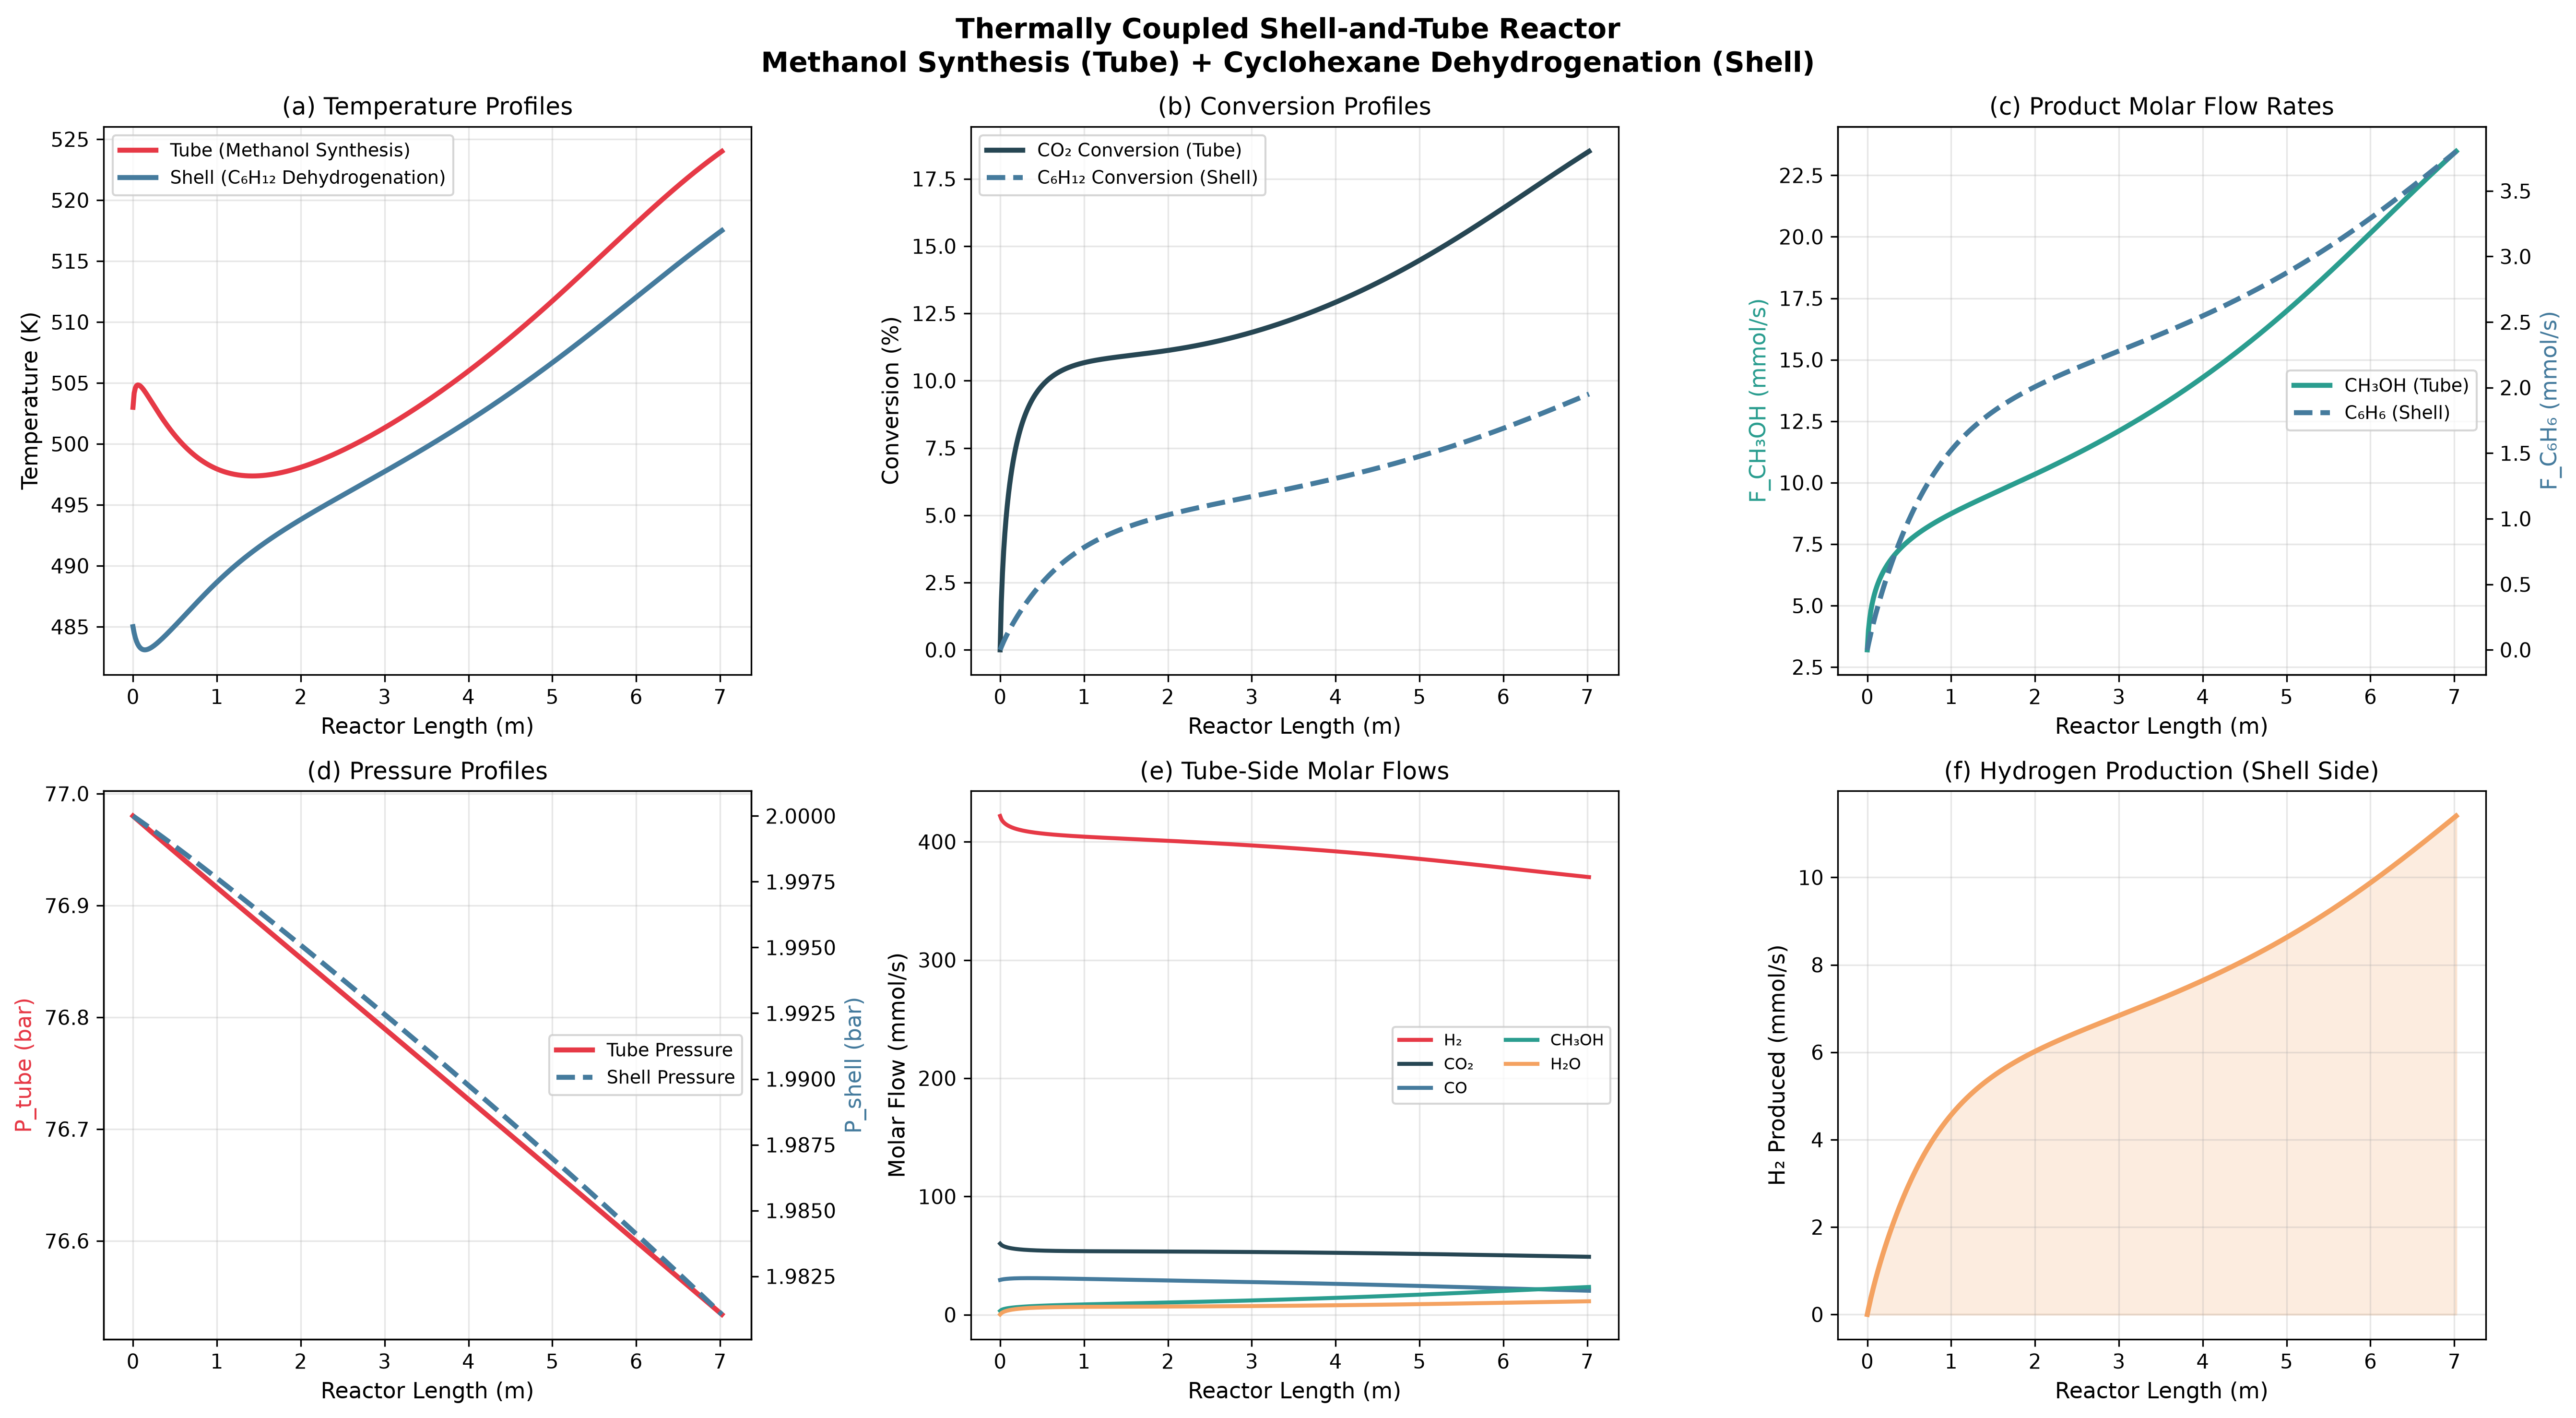 Thermally Coupled Shell-and-Tube Reactor
Methanol Synthesis (Tube) + Cyclohexane Dehydrogenation (Shell)
(a) Temperature Profiles
Temperature (K)
525
520
515
510
505
500
495
490
485
Tube (Methanol Synthesis)
Shell (C₆H₁₂ Dehydrogenation)
0 1 2 3 4 5 6 7
Reactor Length (m)
(b) Conversion Profiles
Conversion (%)
17.5
15.0
12.5
10.0
7.5
5.0
2.5
0.0
CO₂ Conversion (Tube)
C₆H₁₂ Conversion (Shell)
0 1 2 3 4 5 6 7
Reactor Length (m)
(c) Product Molar Flow Rates
F_CH₃OH (mmol/s)
22.5
20.0
17.5
15.0
12.5
10.0
7.5
5.0
2.5
CH₃OH (Tube)
C₆H₆ (Shell)
3.5
3.0
2.5
2.0
1.5
1.0
0.5
0.0
F_C₆H₆ (mmol/s)
0 1 2 3 4 5 6 7
Reactor Length (m)
(d) Pressure Profiles
P_tube (bar)
77.0
76.9
76.8
76.7
76.6
Tube Pressure
Shell Pressure
2.0000
1.9975
1.9950
1.9925
1.9900
1.9875
1.9850
1.9825
P_shell (bar)
0 1 2 3 4 5 6 7
Reactor Length (m)
(e) Tube-Side Molar Flows
Molar Flow (mmol/s)
400
300
200
100
0
H₂ CH₃OH
CO₂ H₂O
CO
0 1 2 3 4 5 6 7
Reactor Length (m)
(f) Hydrogen Production (Shell Side)
H₂ Produced (mmol/s)
10
8
6
4
2
0
0 1 2 3 4 5 6 7
Reactor Length (m)